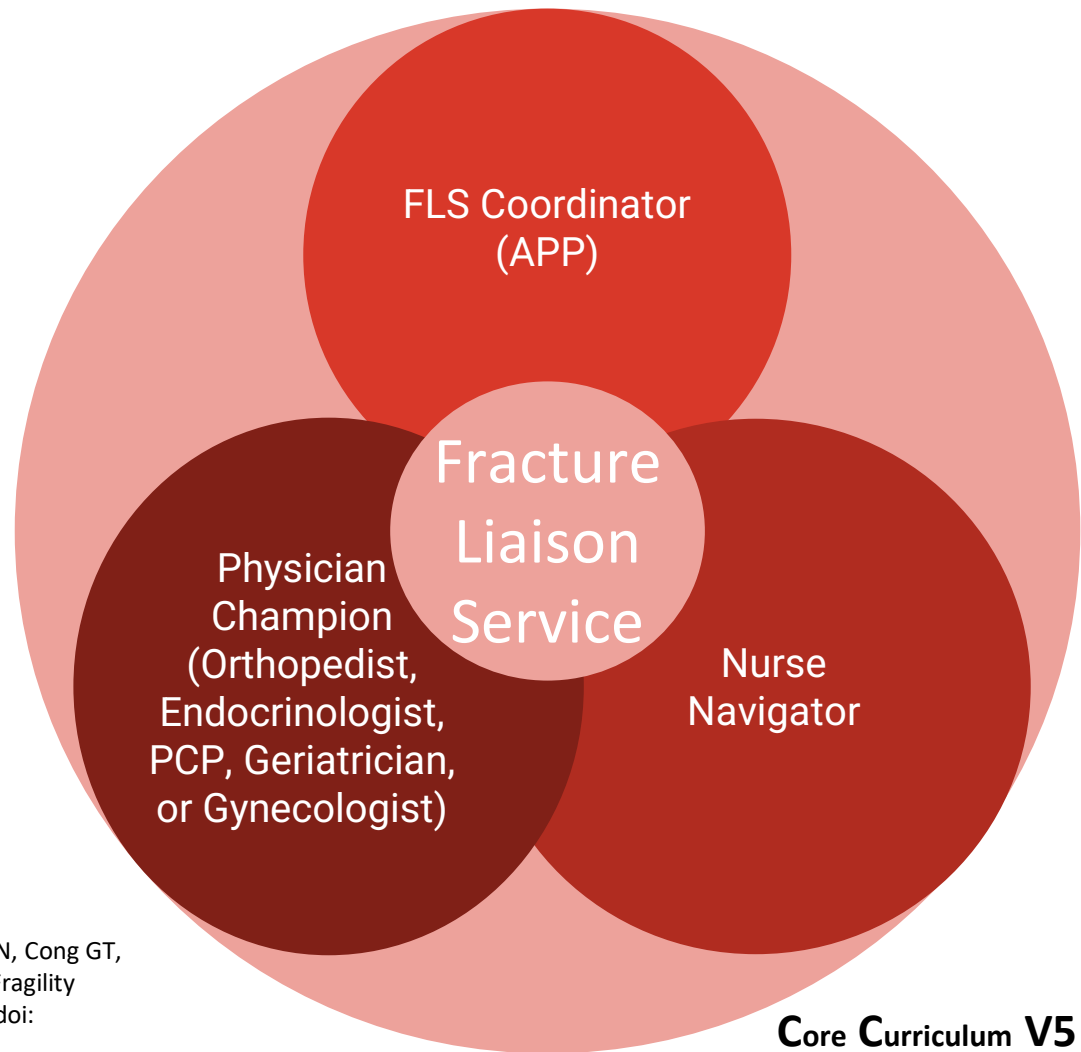 FLS Coordinator
(APP)
Fracture
Liaison
Service
Physician
Champion
(Orthopedist,
Endocrinologist,
PCP, Geriatrician,
or Gynecologist)
Nurse
Navigator
N, Cong GT,
Fragility
doi:
Core Curriculum V5